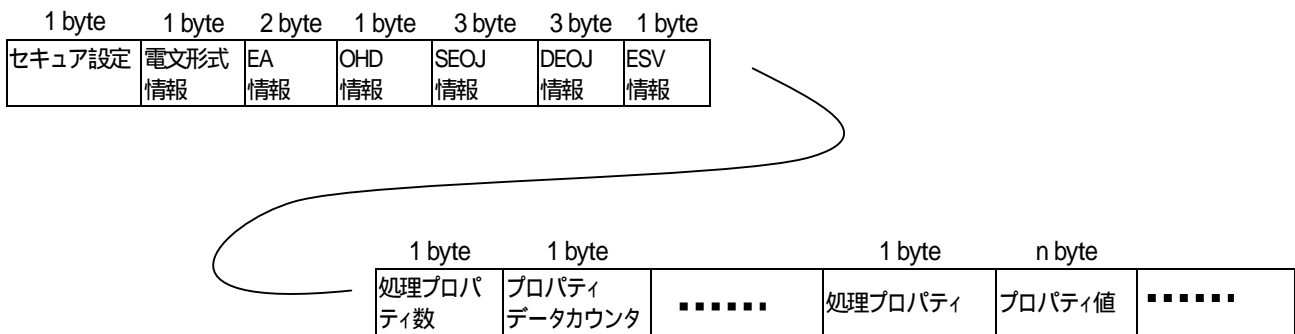 1 byte 1 byte 2 byte 1 byte 3 byte 3 byte 1 byte
セキュア設定 電文形式 EA OHD SEOJ DEOJ ESV
情報 情報 情報 情報 情報 情報
1 byte 1 byte 1 byte n byte
処理プロパ プロパティ ▪▪▪▪▪▪ 処理プロパティ プロパティ値 ▪▪▪▪▪▪
ティ数 データカウンタ